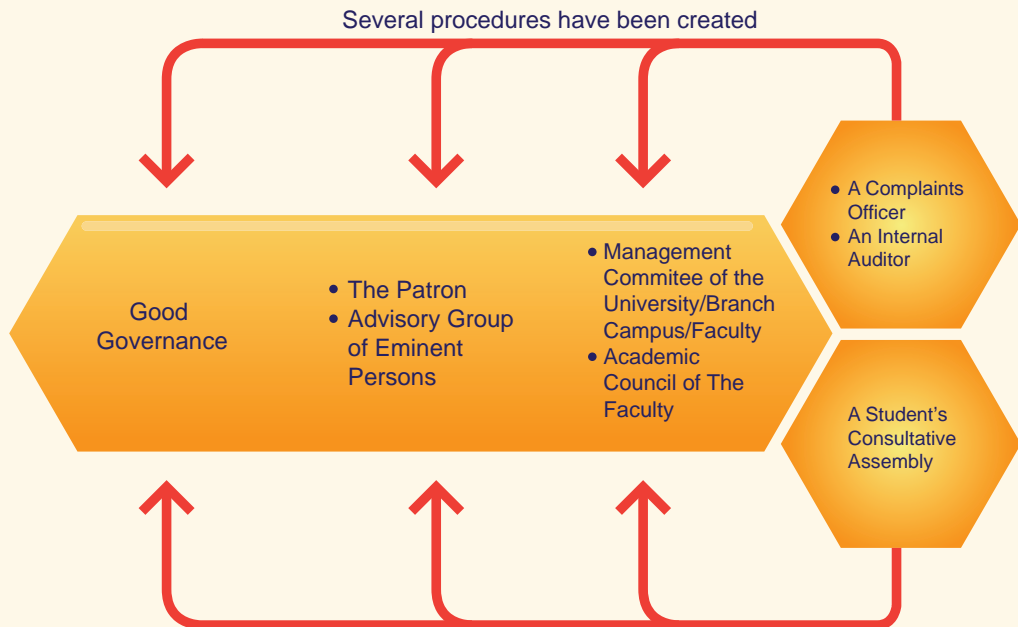 Several procedures have been created
Good
Governance
• The Patron
• Advisory Group
of Eminent
Persons
• Management
Commitee of the
University/Branch
Campus/Faculty
• Academic
Council of The
Faculty
• A Complaints
Officer
• An Internal
Auditor
A Student’s
Consultative
Assembly